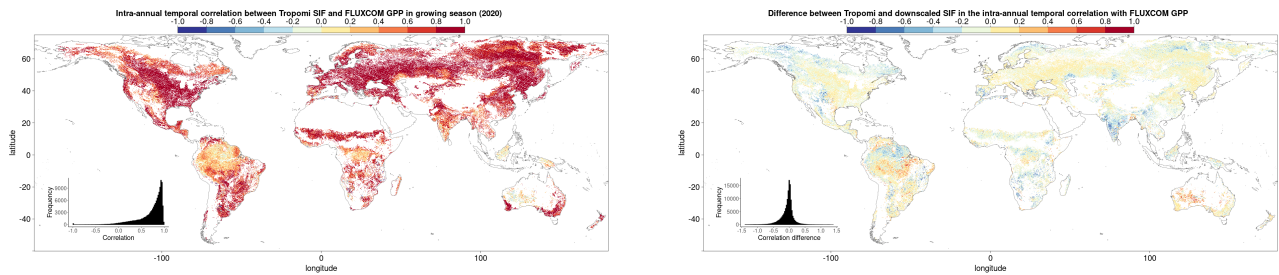 Intra-annual temporal correlation between Tropomi SIF and FLUXCOM GPP in growing season (2020)
-1.0 -0.8 -0.6 -0.4 -0.2 0.0 0.2 0.4 0.6 0.8 1.0
latitude
60
40
20
0
-20
-40
Frequency
9000
6000
3000
0
-1.0 -0.5 0.0 0.5 1.0
Correlation
-100 0 100
longitude
Difference between Tropomi and downscaled SIF in the intra-annual temporal correlation with FLUXCOM GPP
-1.0 -0.8 -0.6 -0.4 -0.2 0.0 0.2 0.4 0.6 0.8 1.0
latitude
60
40
20
0
-20
-40
Frequency
15000
10000
5000
0
-1.5 -1.0 -0.5 0.0 0.5 1.0 1.5
Correlation difference
-100 0 100
longitude